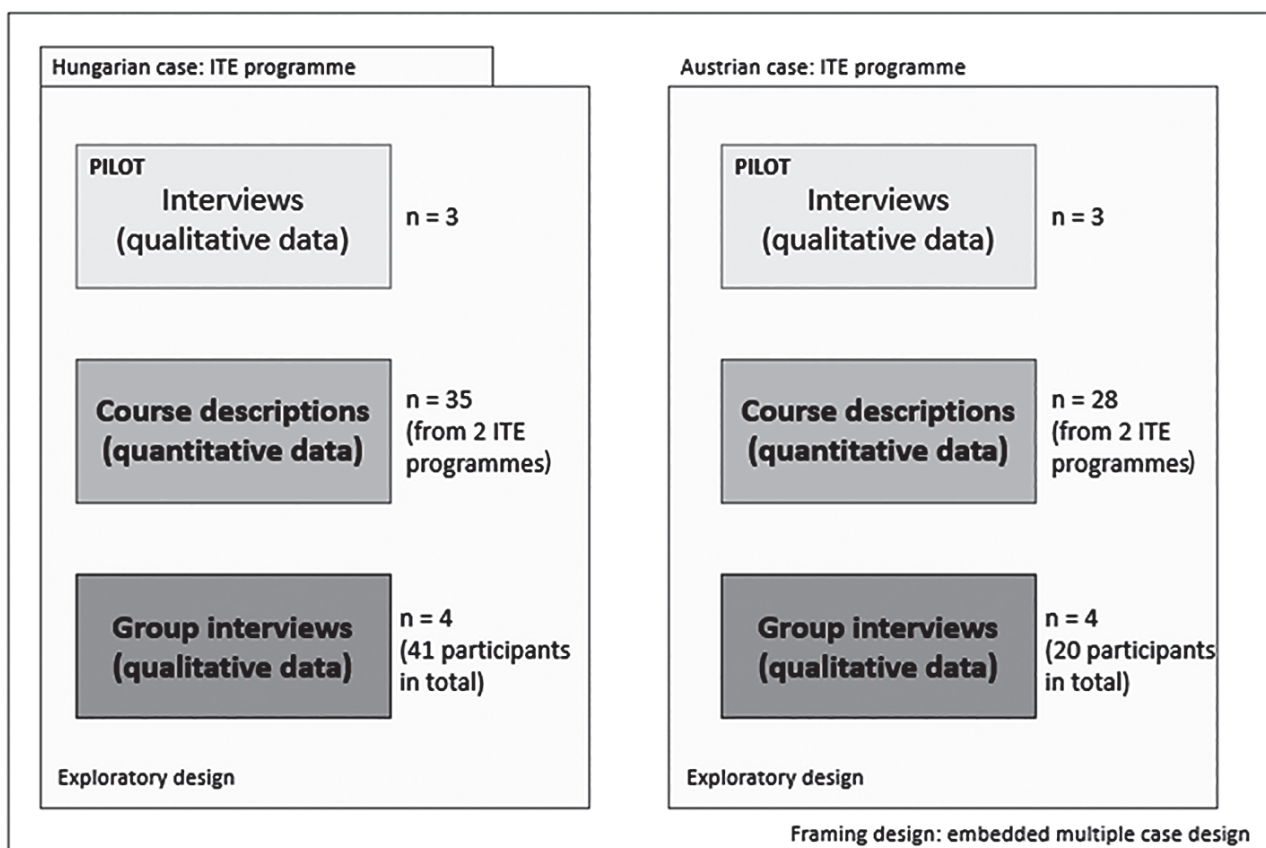 Hungarian case: ITE programme
PILOT
Interviews
(qualitative data)
n = 3
Course descriptions
(quantitative data)
n = 35
(from 2 ITE
programmes)
Group interviews
(qualitative data)
n = 4
(41 participants
in total)
Exploratory design
Austrian case: ITE programme
PILOT
Interviews
(qualitative data)
n = 3
Course descriptions
(quantitative data)
n = 28
(from 2 ITE
programmes)
Group interviews
(qualitative data)
n = 4
(20 participants
in total)
Exploratory design
Framing design: embedded multiple case design